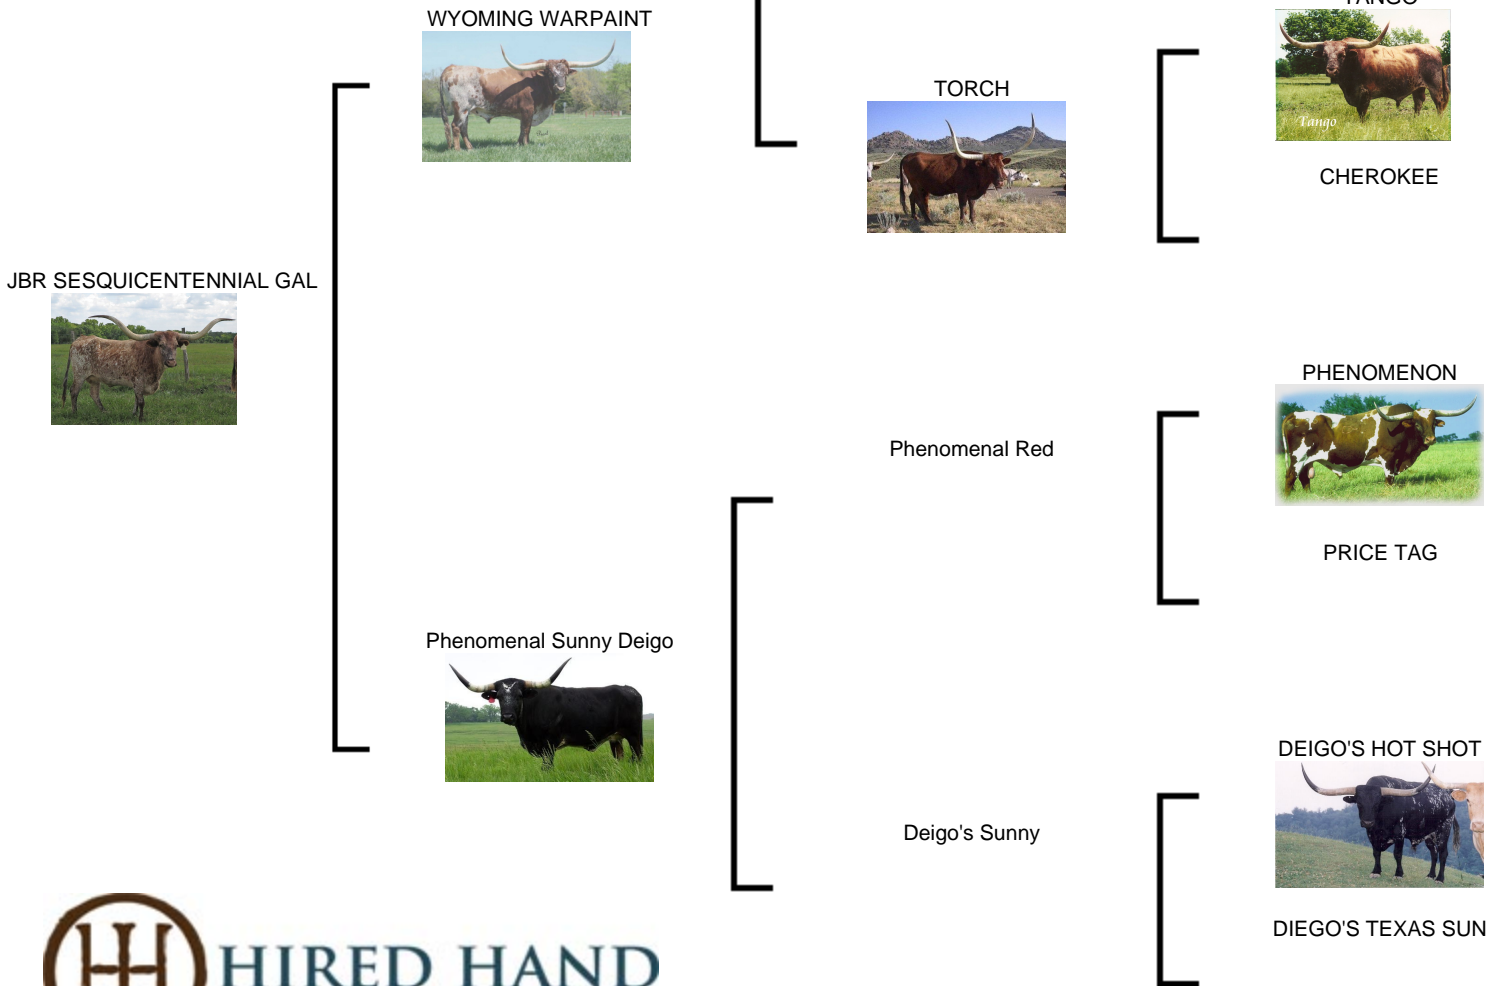 WYOMING WARPAINT
TANGO
TORCH
Tango
CHEROKEE
JBR SESQUICENTENNIAL GAL
PHENOMENON
Phenomenal Red
PRICE TAG
Phenomenal Sunny Deigo
DEIGO'S HOT SHOT
Deigo's Sunny
DIEGO'S TEXAS SUN
HIRED HAND